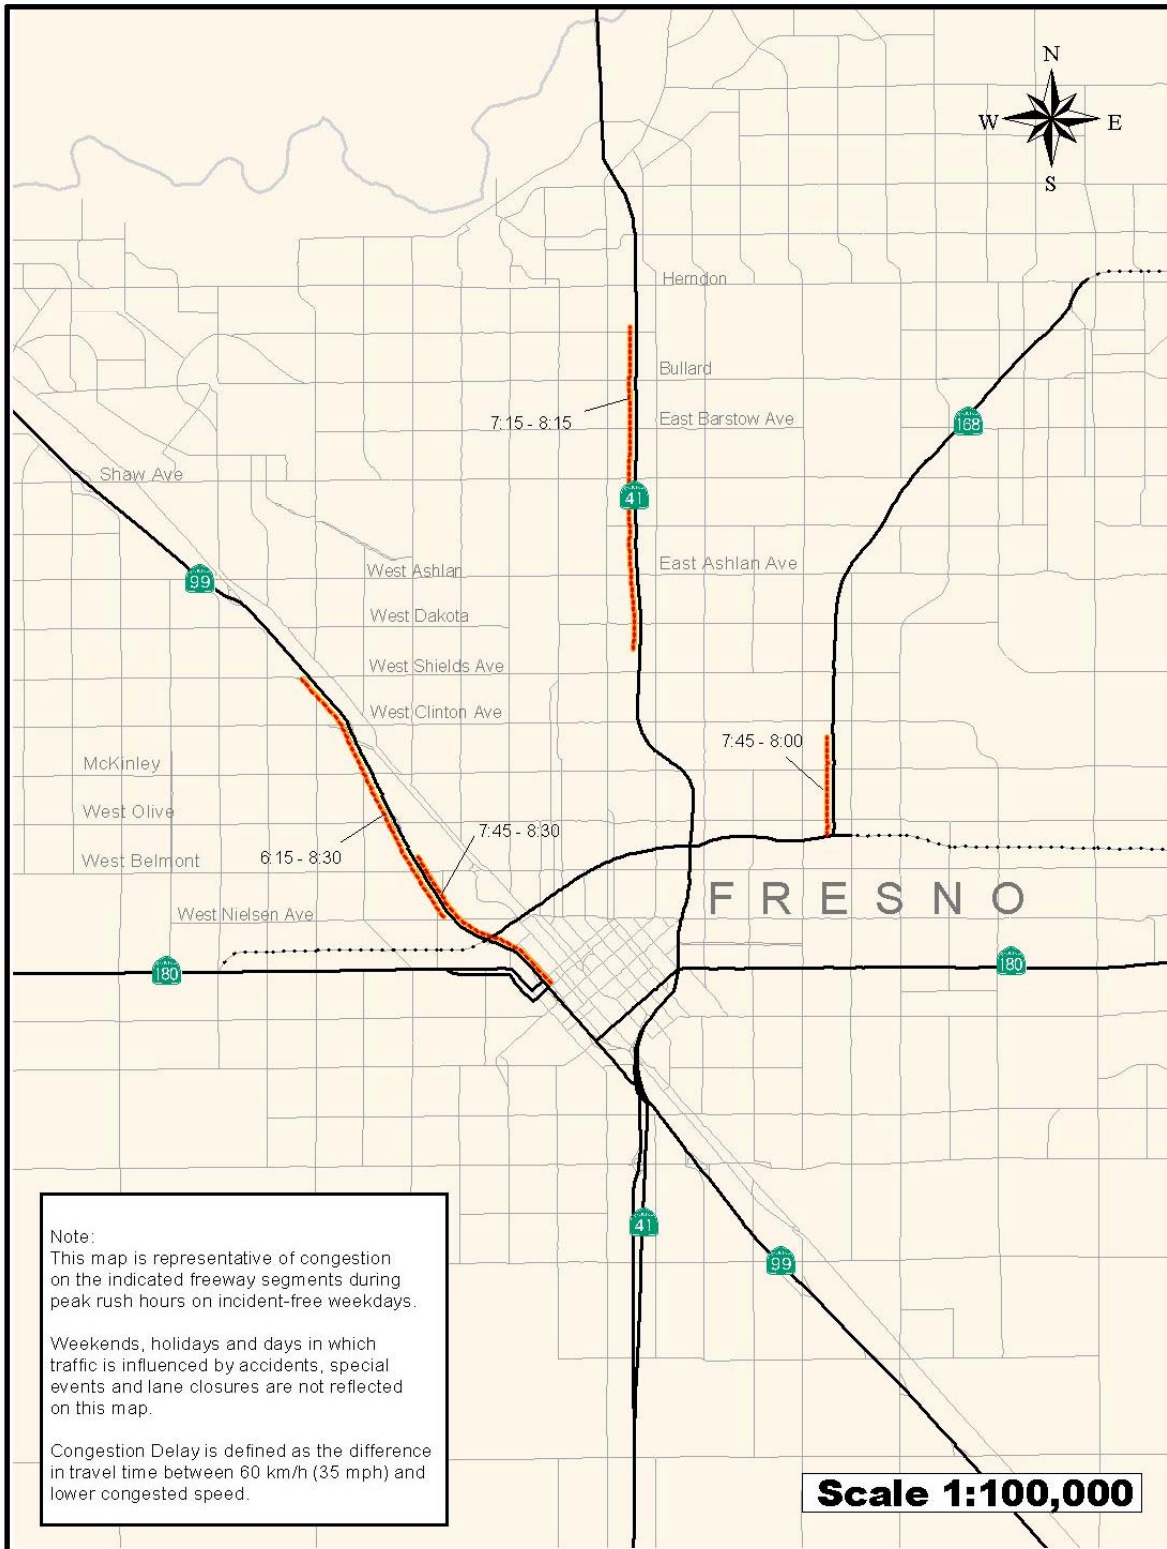 N
W E
S
Herndon
Bullard
7:15 - 8:15
East Barstow Ave
168
Shaw Ave
41
East Ashlan Ave
West Ashlan
99
West Dakota
West Shields Ave
West Clinton Ave
7:45 - 8:00
McKinley
West Olive
7:45 - 8:30
West Belmont
6:15 - 8:30
FRESNO
West Nielsen Ave
180
180
41
99
Note:
This map is representative of congestion
on the indicated freeway segments during
peak rush hours on incident-free weekdays.
Weekends, holidays and days in which
traffic is influenced by accidents, special
events and lane closures are not reflected
on this map.
Congestion Delay is defined as the difference
in travel time between 60 km/h (35 mph) and
lower congested speed.
Scale 1:100,000